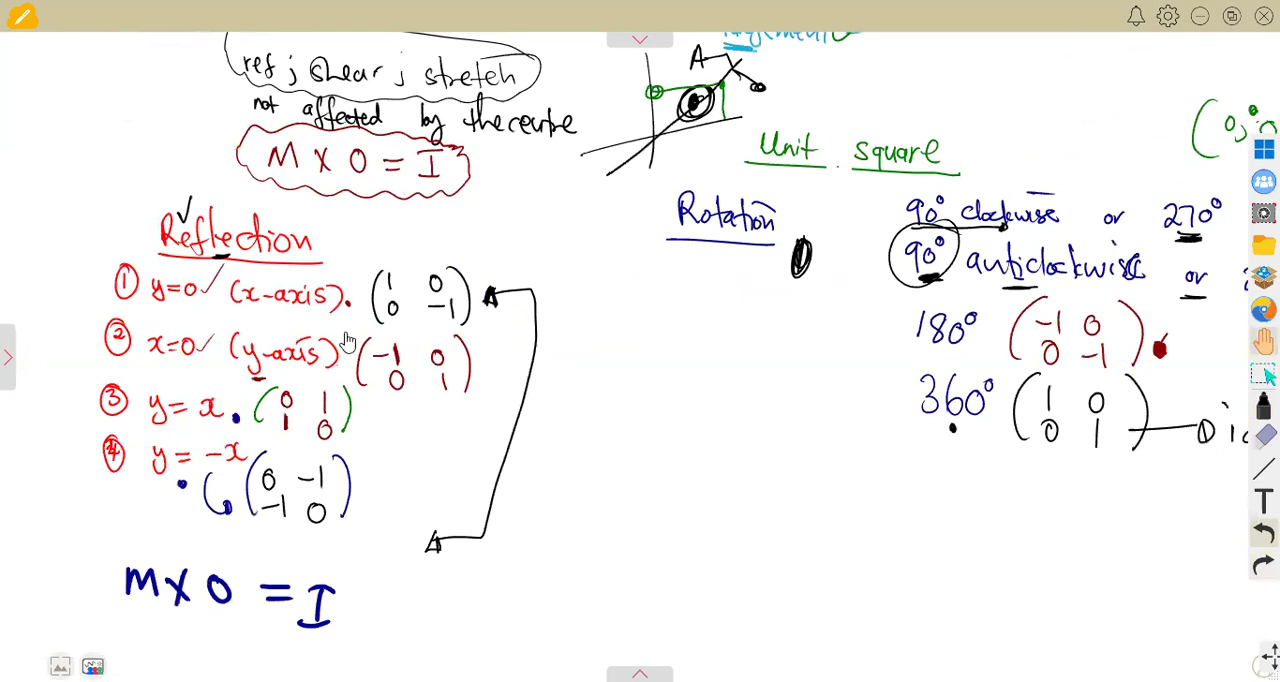 ref ; shear ; stretch
not affected by the centre
M X O = I
A
Unit square
(0;0
Reflection
① y=0 (x-axis). (1 0
0 -1)
② x=0 (y-axis) (-1 0
0 1)
③ y = x (0 1
1 0)
④ y = -x
(0 -1
-1 0)
M X O = I
Rotation
90° clockwise or 270°
90° anticlockwise or
180° (-1 0
0 -1)
360° (1 0
0 1)
T